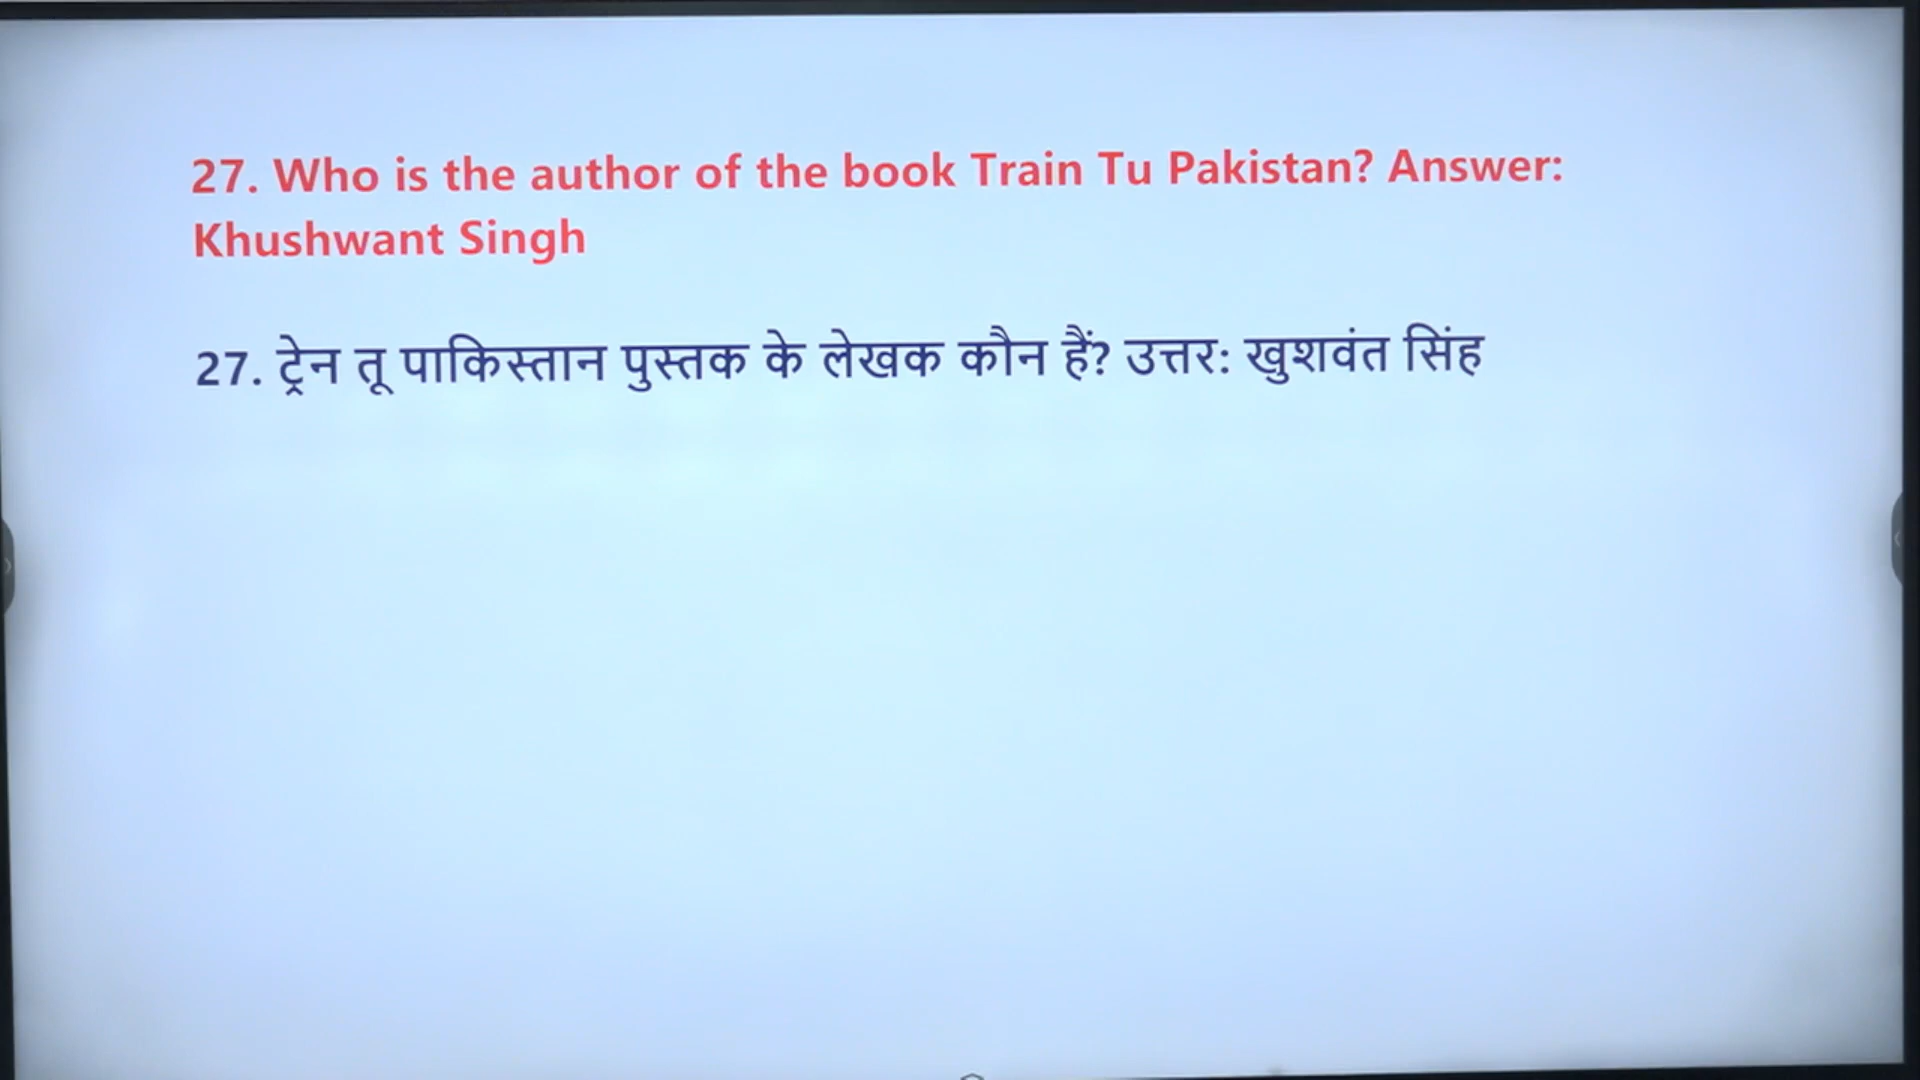 27. Who is the author of the book Train Tu Pakistan? Answer:
Khushwant Singh
27. ट्रेन तू पाकिस्तान पुस्तक के लेखक कौन हैं? उत्तर: खुशवंत सिंह